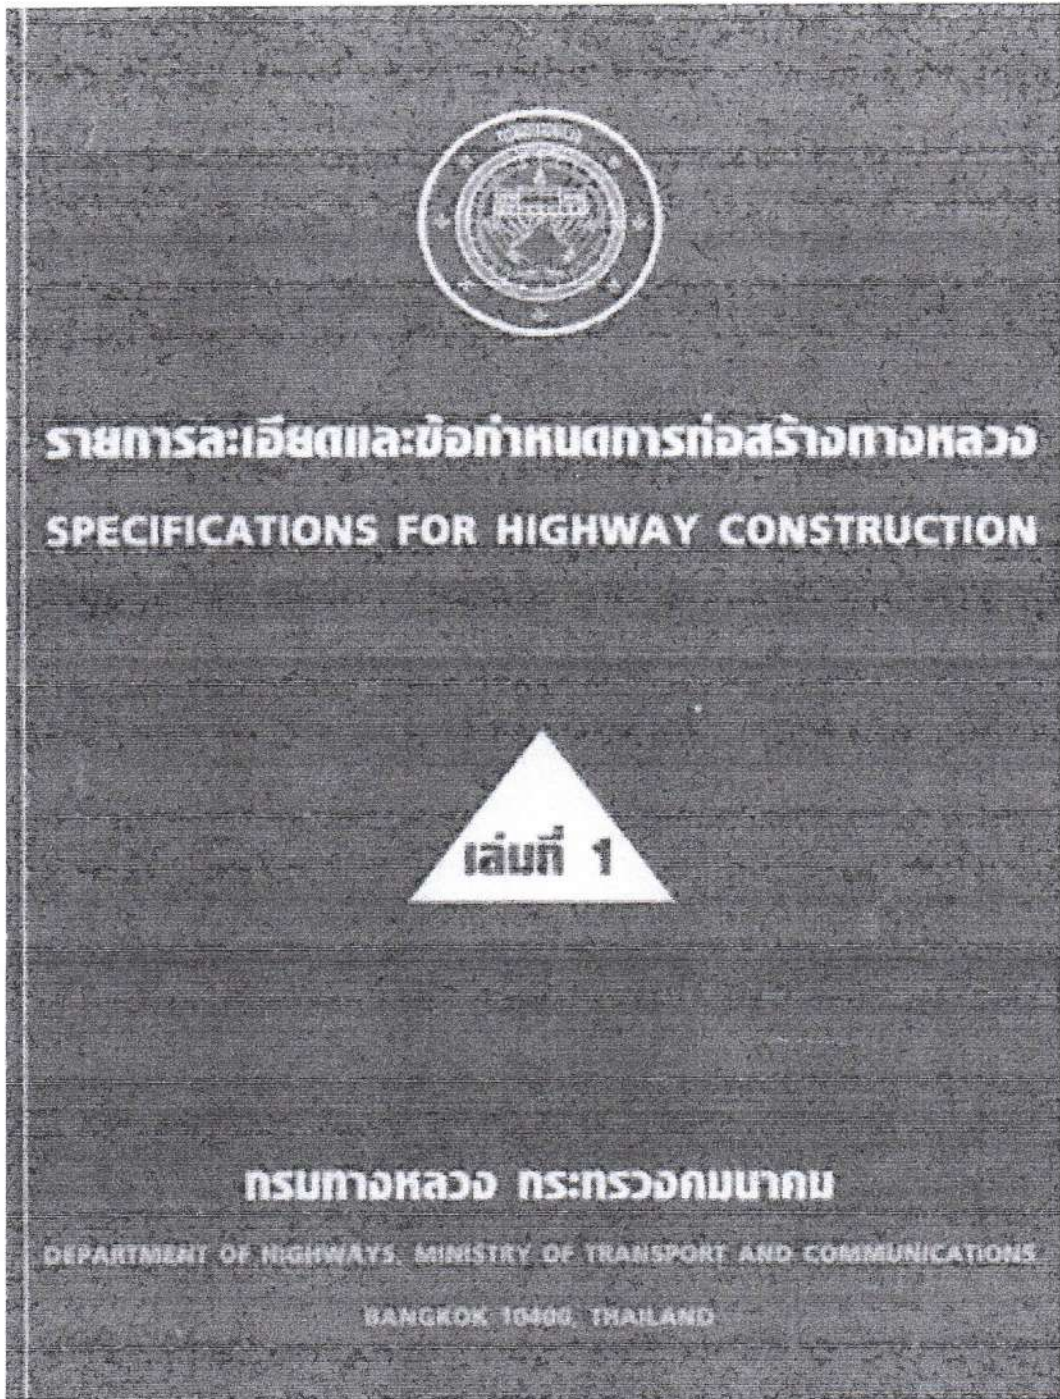 รายการละเอียดและข้อกำหนดการก่อสร้างทางหลวง
SPECIFICATIONS FOR HIGHWAY CONSTRUCTION
เล่มที่ 1
กรมทางหลวง กระทรวงคมนาคม
DEPARTMENT OF HIGHWAYS, MINISTRY OF TRANSPORT AND COMMUNICATIONS
BANGKOK 10400, THAILAND